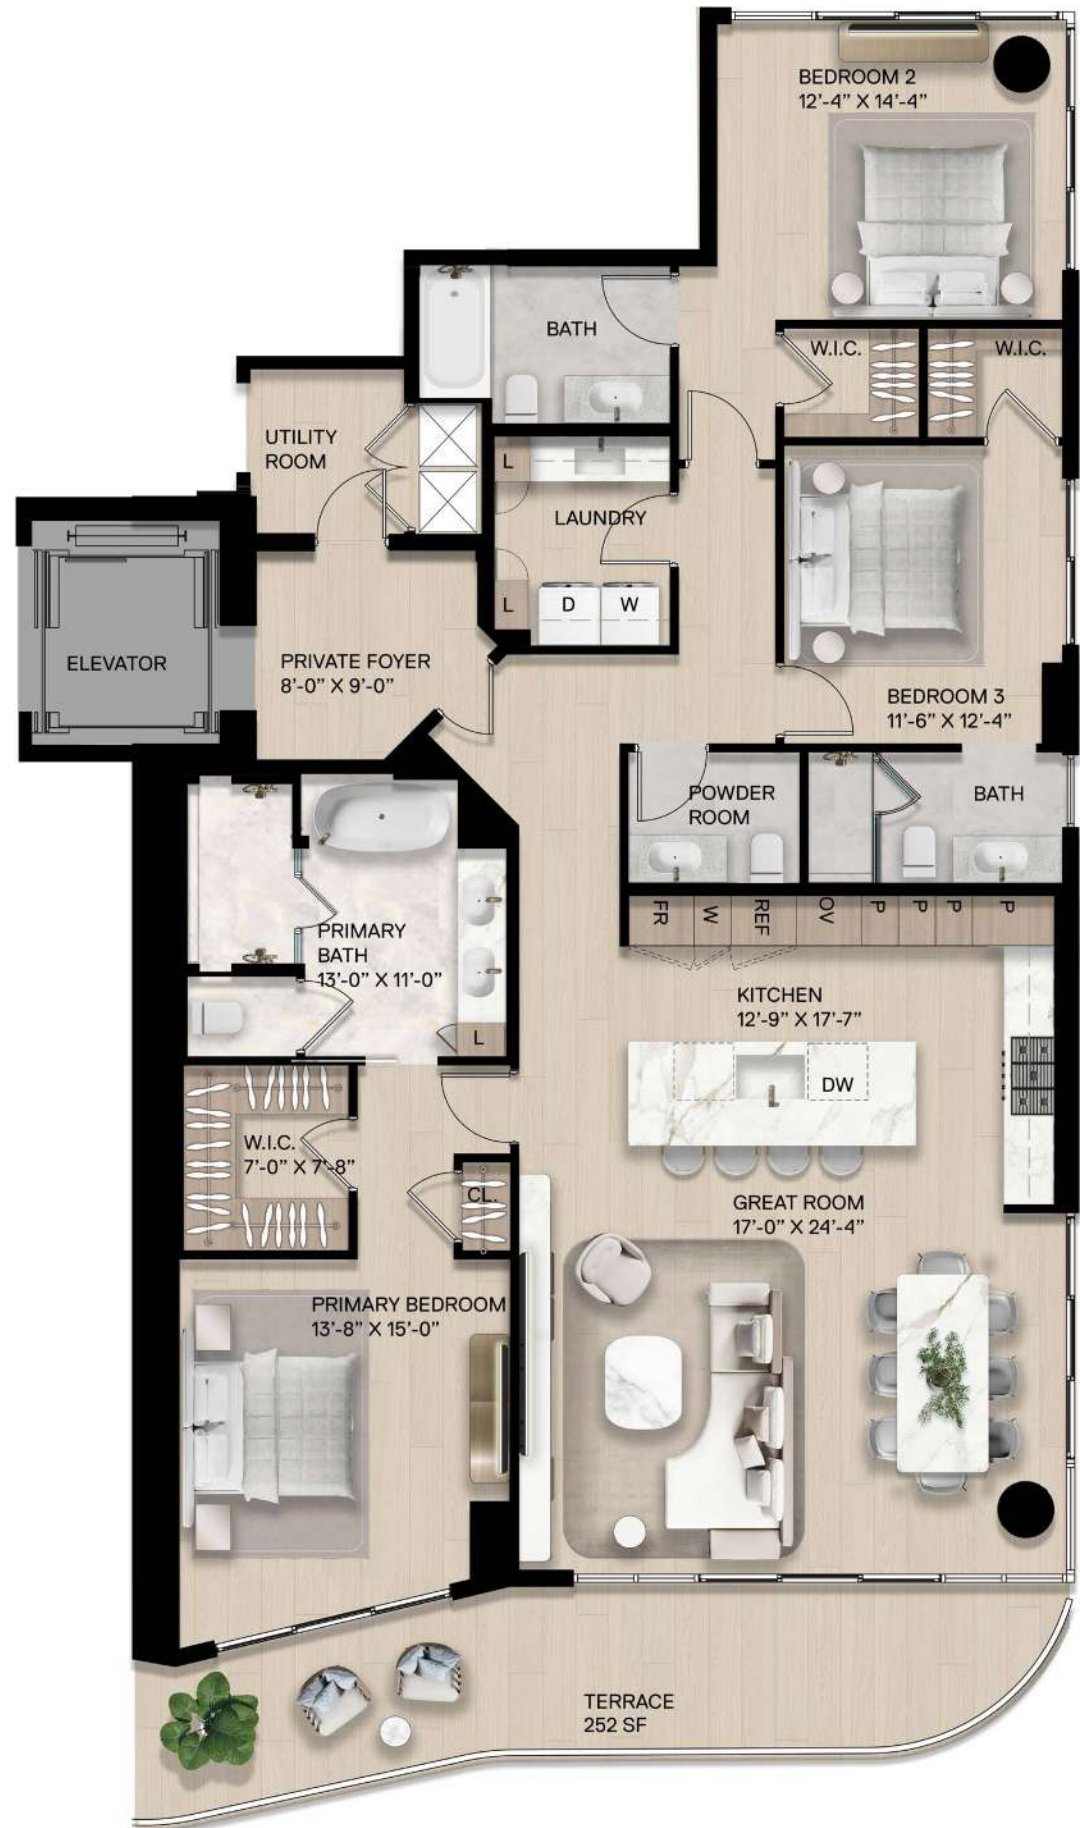 BEDROOM 2
12'-4" X 14'-4"
BATH
W.I.C.
W.I.C.
UTILITY
ROOM
L
LAUNDRY
L
D
W
ELEVATOR
PRIVATE FOYER
8'-0" X 9'-0"
BEDROOM 3
11'-6" X 12'-4"
POWDER
ROOM
BATH
FR
W
REF
OV
P
P
P
P
PRIMARY
BATH
13'-0" X 11'-0"
L
KITCHEN
12'-9" X 17'-7"
DW
W.I.C.
7'-0" X 7'-8"
CL.
GREAT ROOM
17'-0" X 24'-4"
PRIMARY BEDROOM
13'-8" X 15'-0"
TERRACE
252 SF